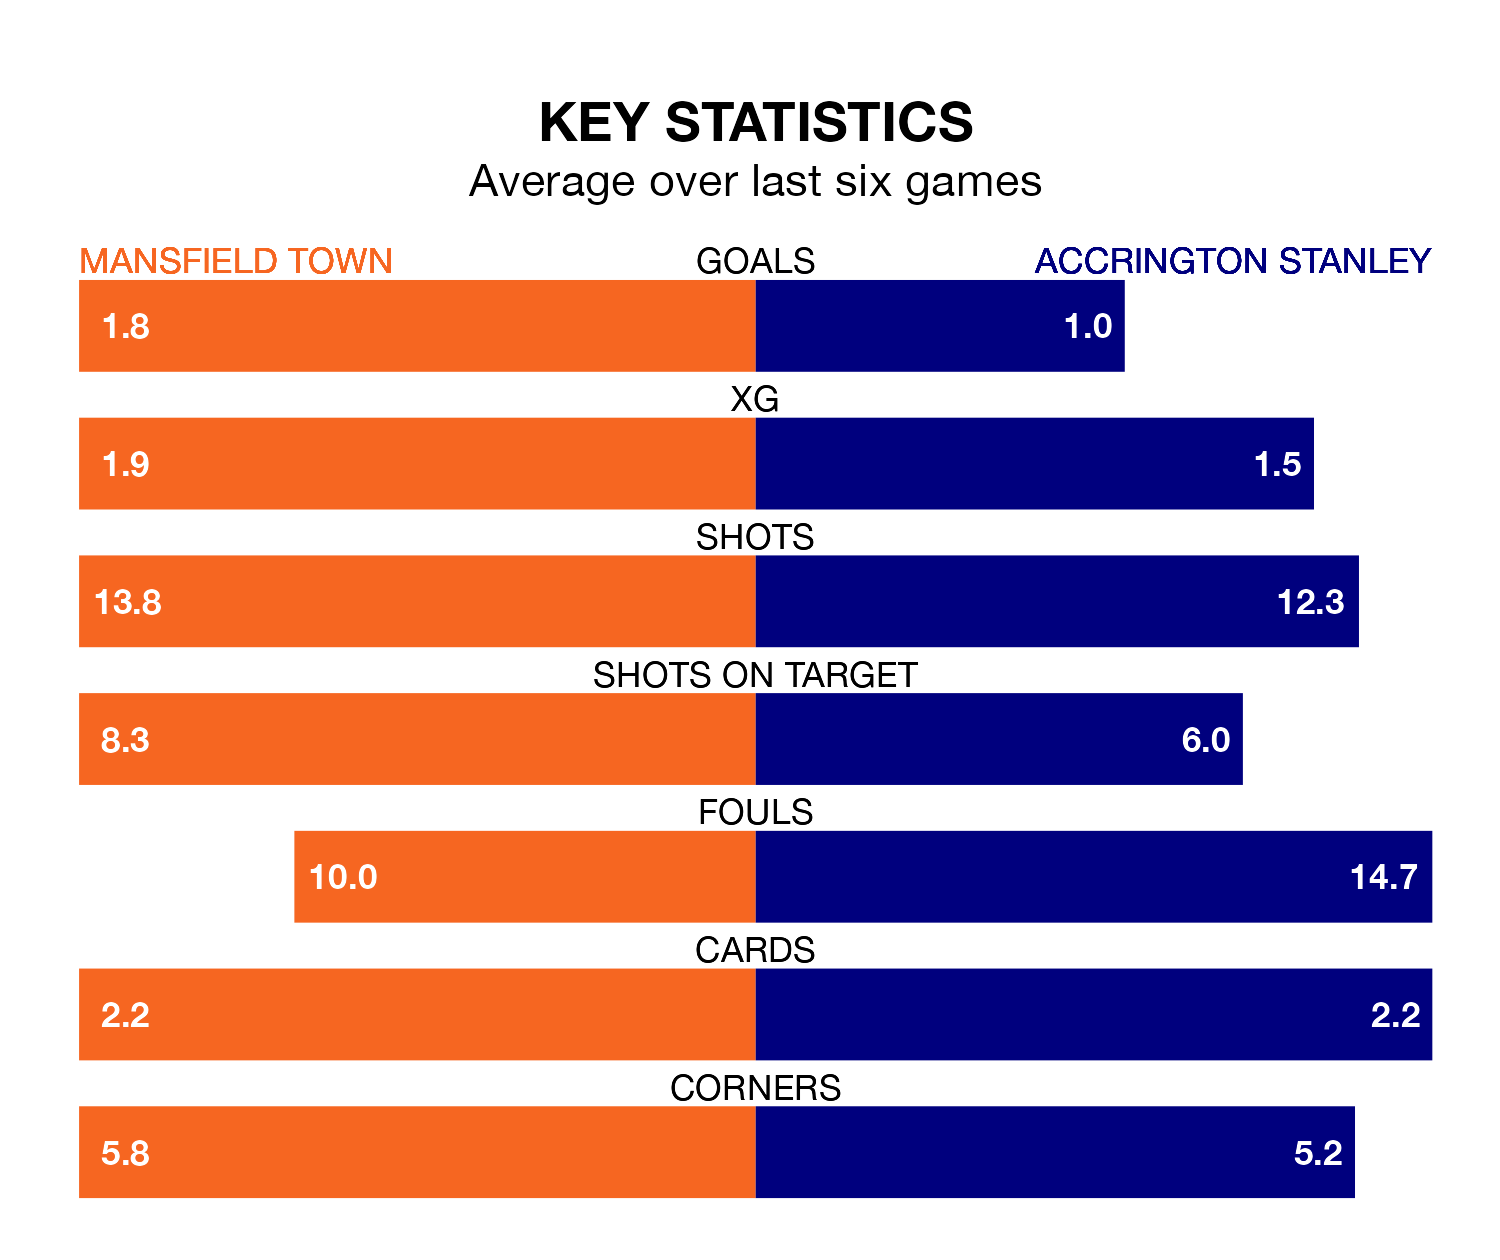 KEY STATISTICS
Average over last six games
MANSFIELD TOWN GOALS ACCRINGTON STANLEY
1.8 1.0
XG
1.9 1.5
SHOTS
13.8 12.3
SHOTS ON TARGET
8.3 6.0
FOULS
10.0 14.7
CARDS
2.2 2.2
CORNERS
5.8 5.2